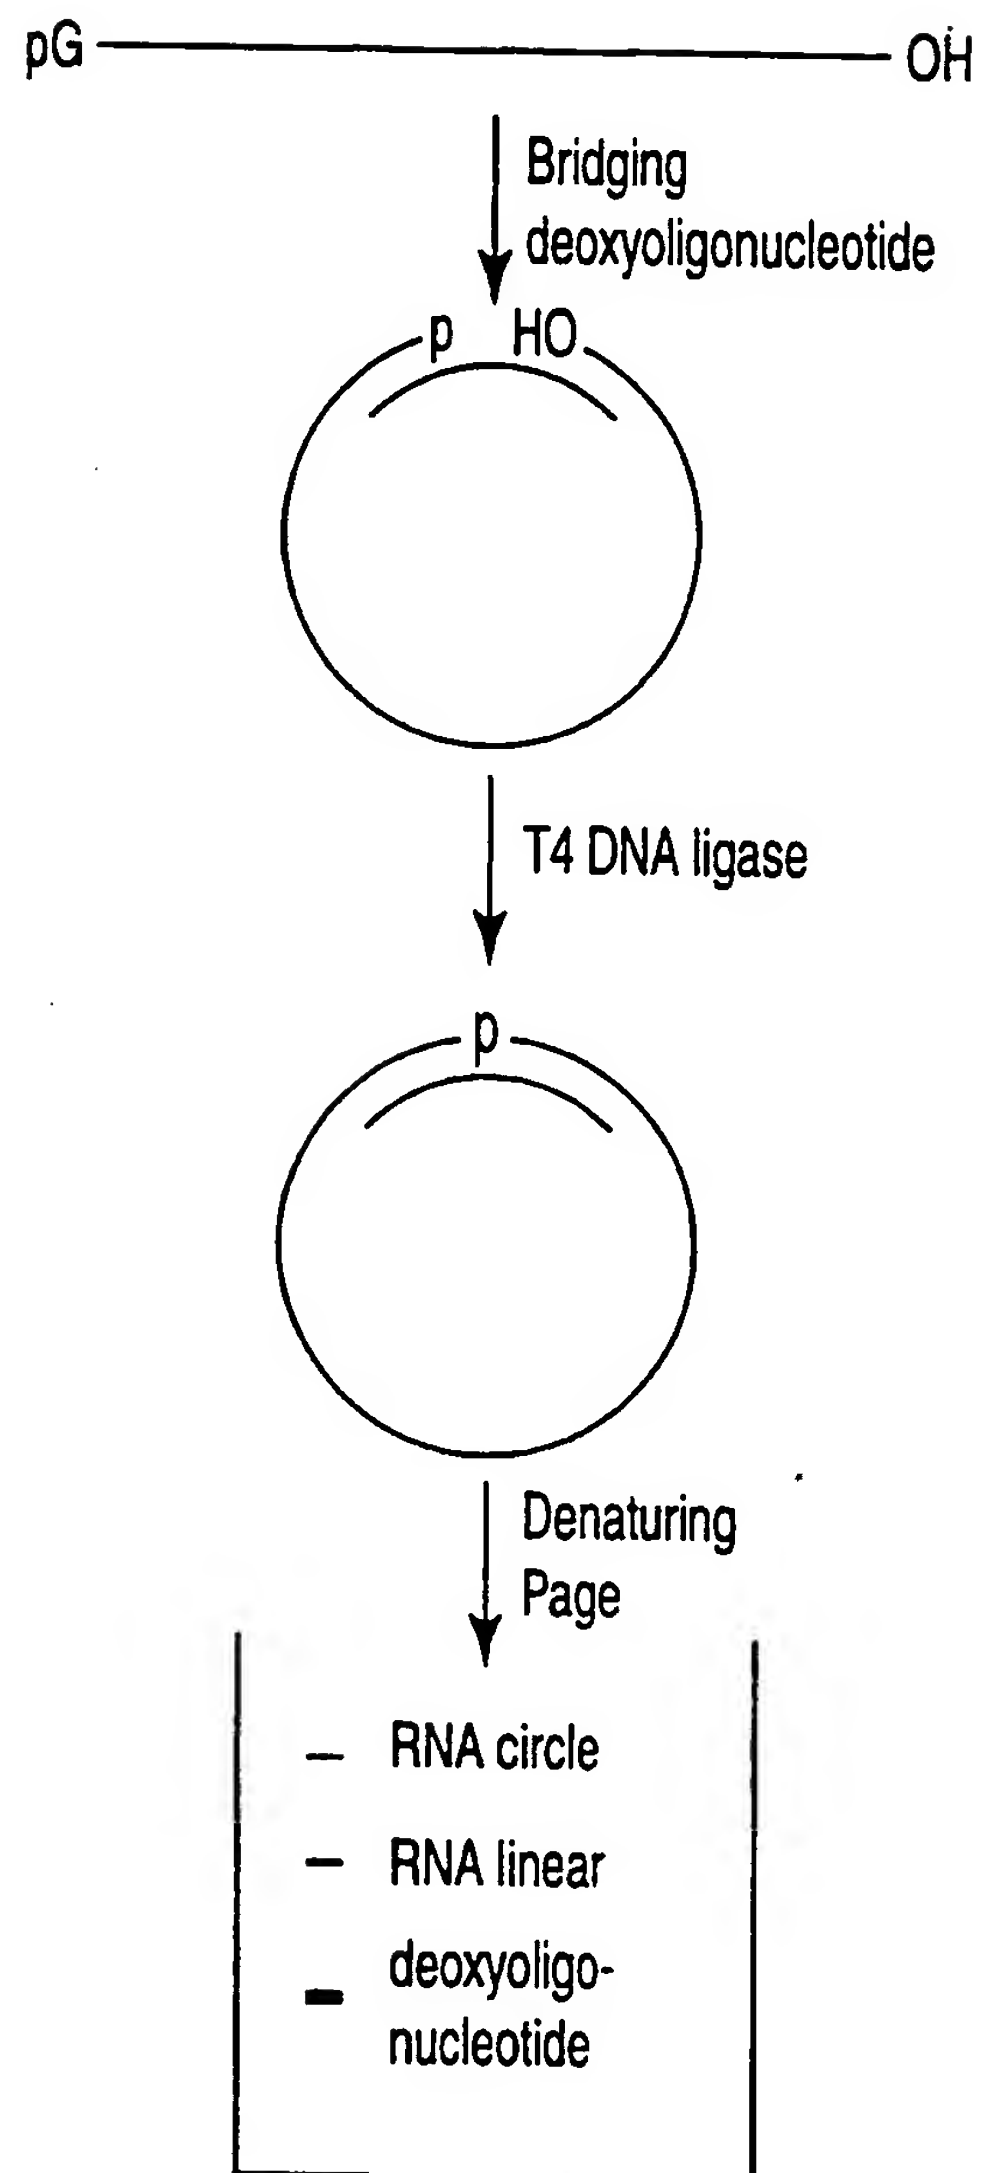 pG OH
Bridging
deoxyoligonucleotide
p HO
T4 DNA ligase
p
Denaturing
Page
RNA circle
RNA linear
deoxyoligo-
nucleotide